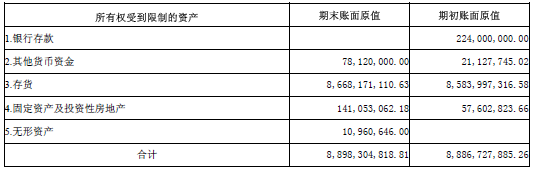 所有权受到限制的资产 期末账面原值 期初账面原值
1.银行存款 224,000,000.00
2.其他货币资金 78,120,000.00 21,127,745.02
3.存货 8,668,171,110.63 8,583,997,316.58
4.固定资产及投资性房地产 141,053,062.18 57,602,823.66
5.无形资产 10,960,646.00
合计 8,898,304,818.81 8,886,727,885.26